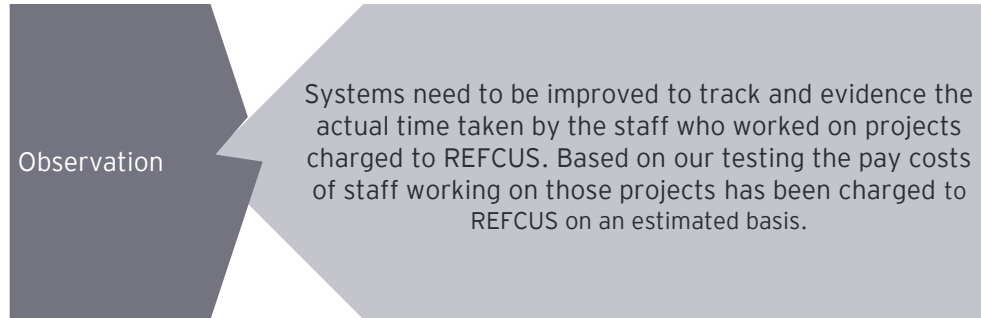 Observation
Systems need to be improved to track and evidence the
actual time taken by the staff who worked on projects
charged to REFCUS. Based on our testing the pay costs
of staff working on those projects has been charged to
REFCUS on an estimated basis.